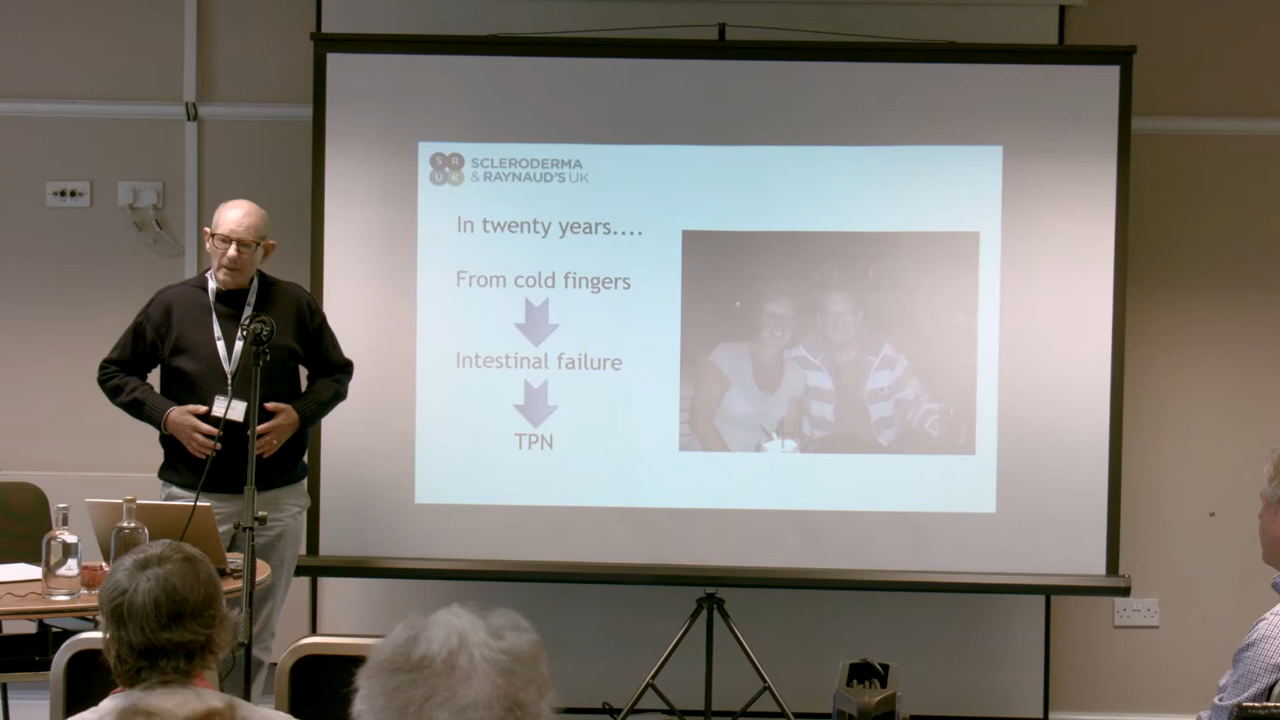 S R
U K
SCLERODERMA
& RAYNAUD'S UK
In twenty years....
From cold fingers
Intestinal failure
TPN